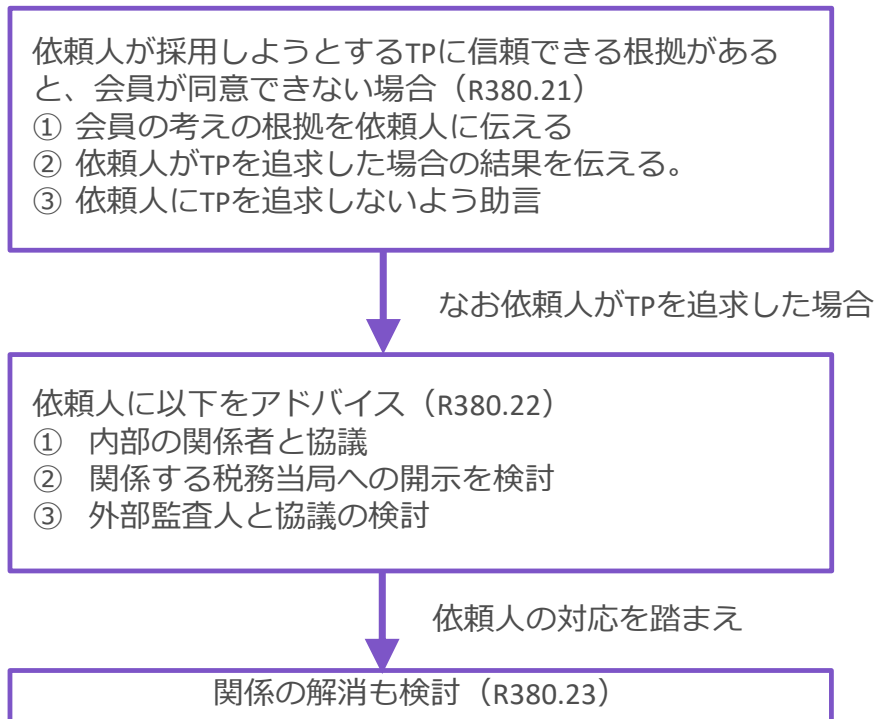 依頼人が採用しようとするTPに信頼できる根拠がある
と、会員が同意できない場合（R380.21）
① 会員の考えの根拠を依頼人に伝える
② 依頼人がTPを追求した場合の結果を伝える。
③ 依頼人にTPを追求しないよう助言
なお依頼人がTPを追求した場合
依頼人に以下をアドバイス（R380.22）
① 内部の関係者と協議
② 関係する税務当局への開示を検討
③ 外部監査人と協議の検討
依頼人の対応を踏まえ
関係の解消も検討（R380.23）